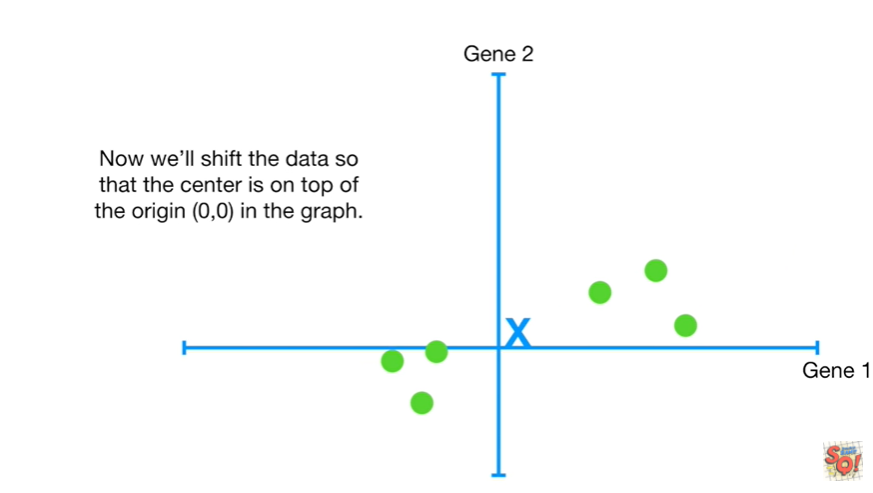 Gene 2
Now we'll shift the data so
that the center is on top of
the origin (0,0) in the graph.
X
Gene 1
SQ!